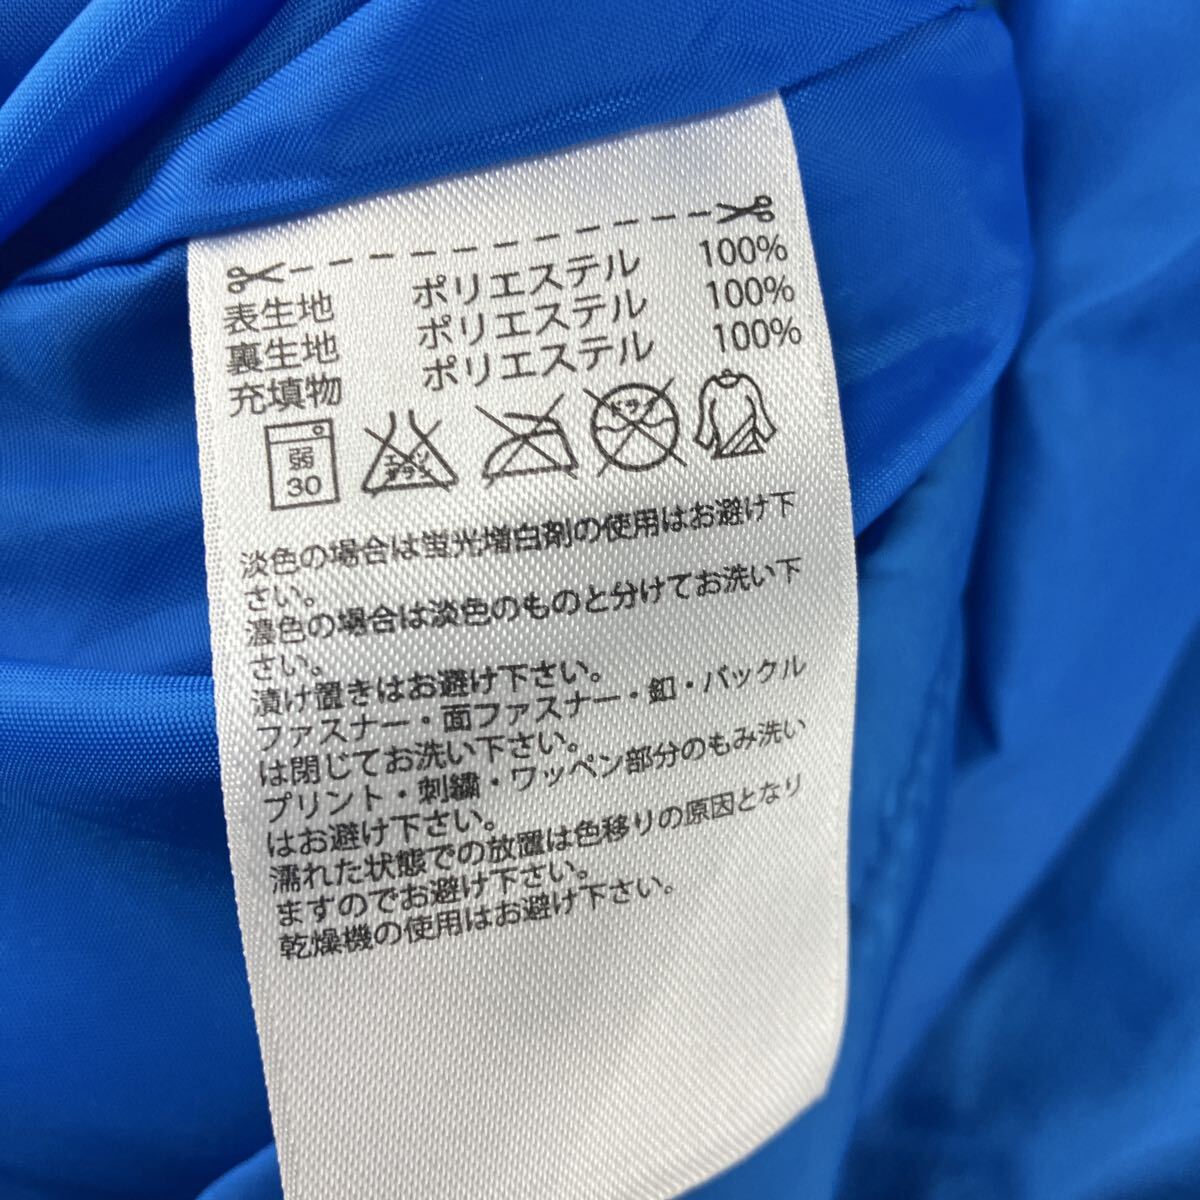 表生地 ポリエステル 100%
裏生地 ポリエステル 100%
充填物 ポリエステル 100%
弱
30
エンソ
サラシ
ドライ
淡色の場合は蛍光増白剤の使用はお避け下
さい。
濃色の場合は淡色のものと分けてお洗い下
さい。
漬け置きはお避け下さい。
ファスナー・面ファスナー・釦・バックル
は閉じてお洗い下さい。
プリント・刺繍・ワッペン部分のもみ洗い
はお避け下さい。
濡れた状態での放置は色移りの原因となり
ますのでお避け下さい。
乾燥機の使用はお避け下さい。